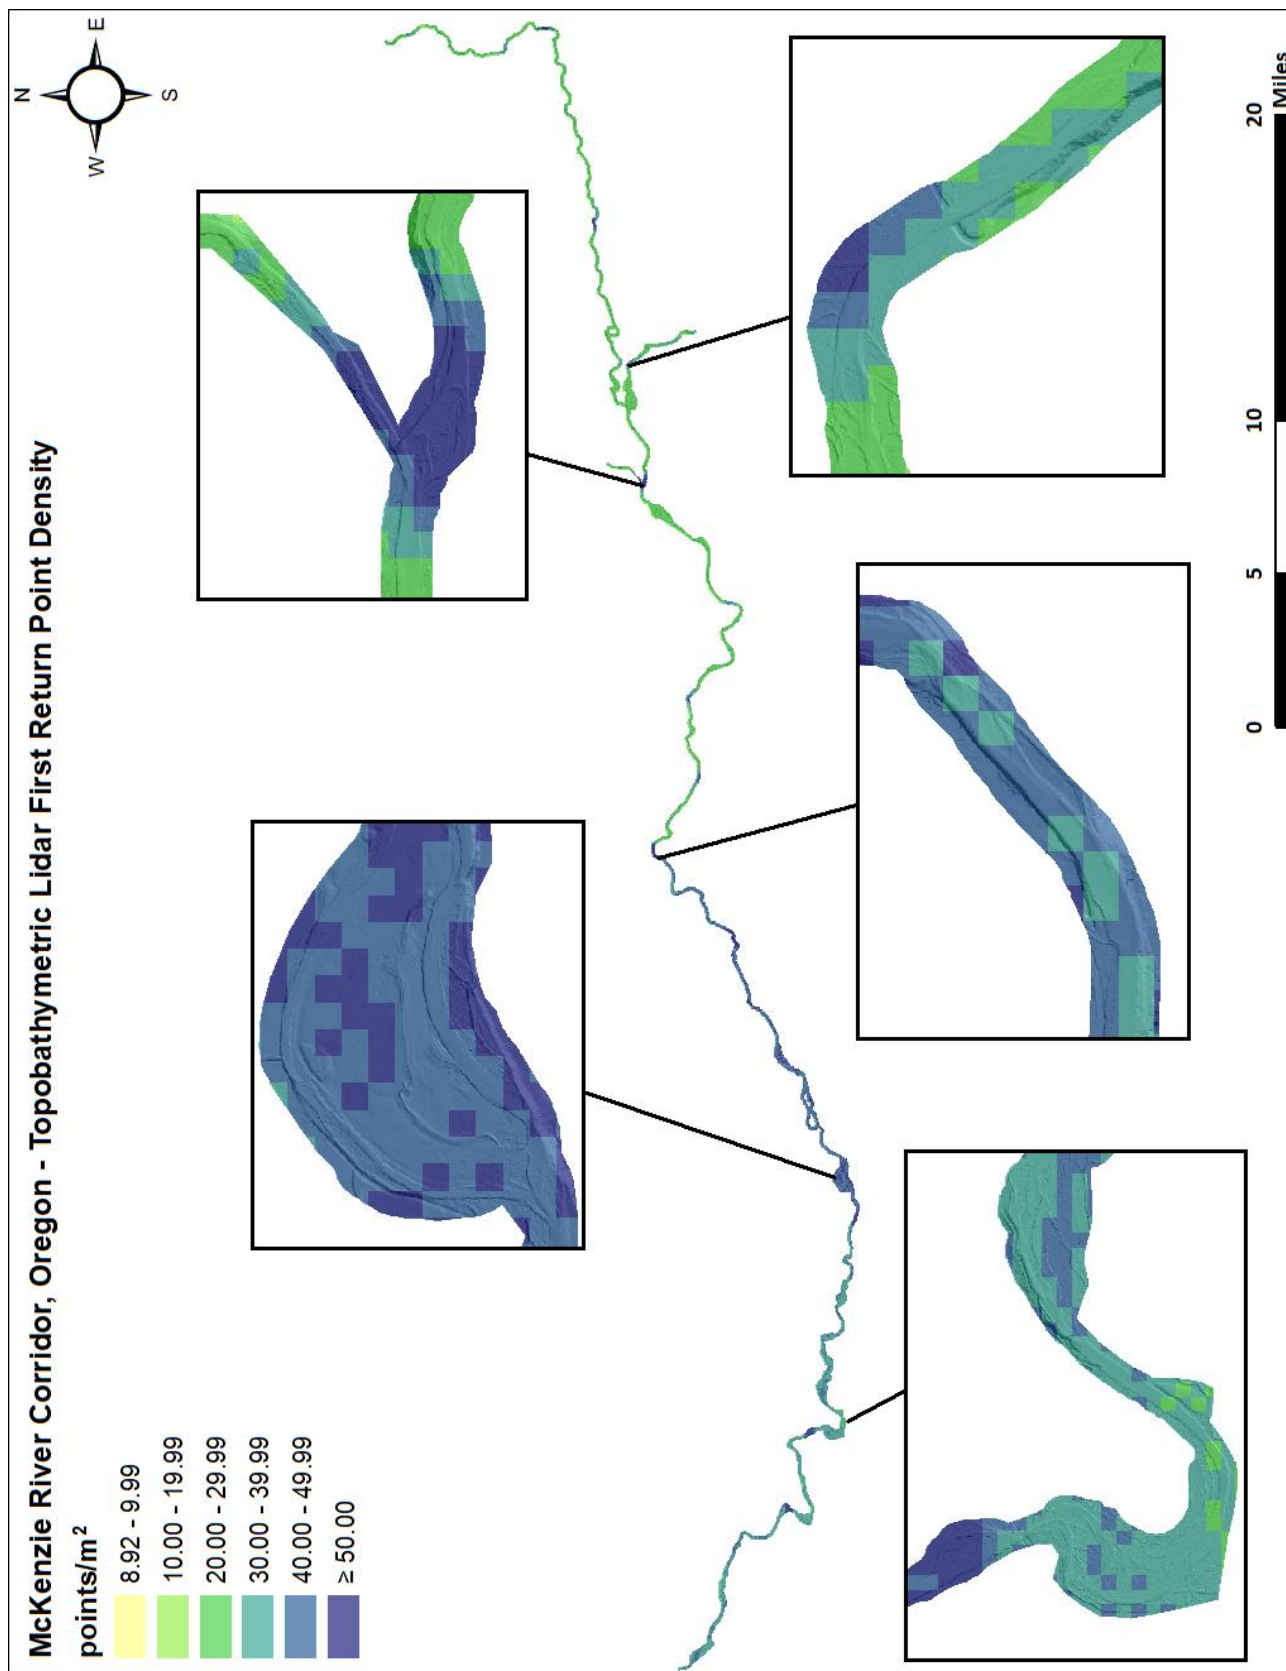 McKenzie River Corridor, Oregon - Topobathymetric Lidar First Return Point Density
points/m²
8.92 - 9.99
10.00 - 19.99
20.00 - 29.99
30.00 - 39.99
40.00 - 49.99
≥ 50.00
N
W E
S
0 5 10 20
Miles